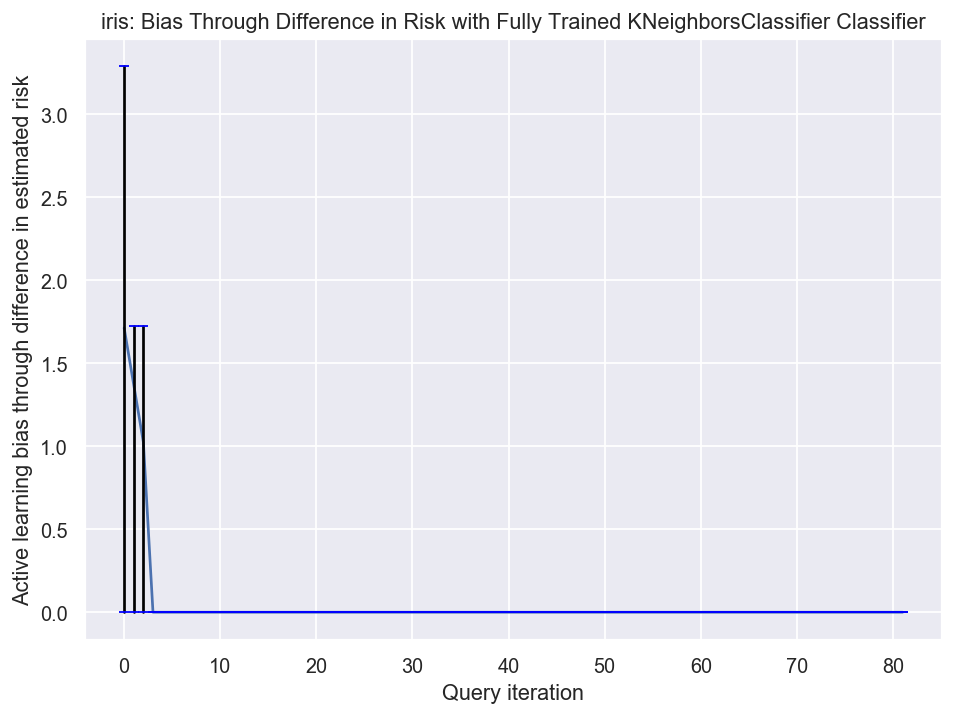 iris: Bias Through Difference in Risk with Fully Trained KNeighborsClassifier Classifier
Active learning bias through difference in estimated risk
3.0
2.5
2.0
1.5
1.0
0.5
0.0
0 10 20 30 40 50 60 70 80
Query iteration